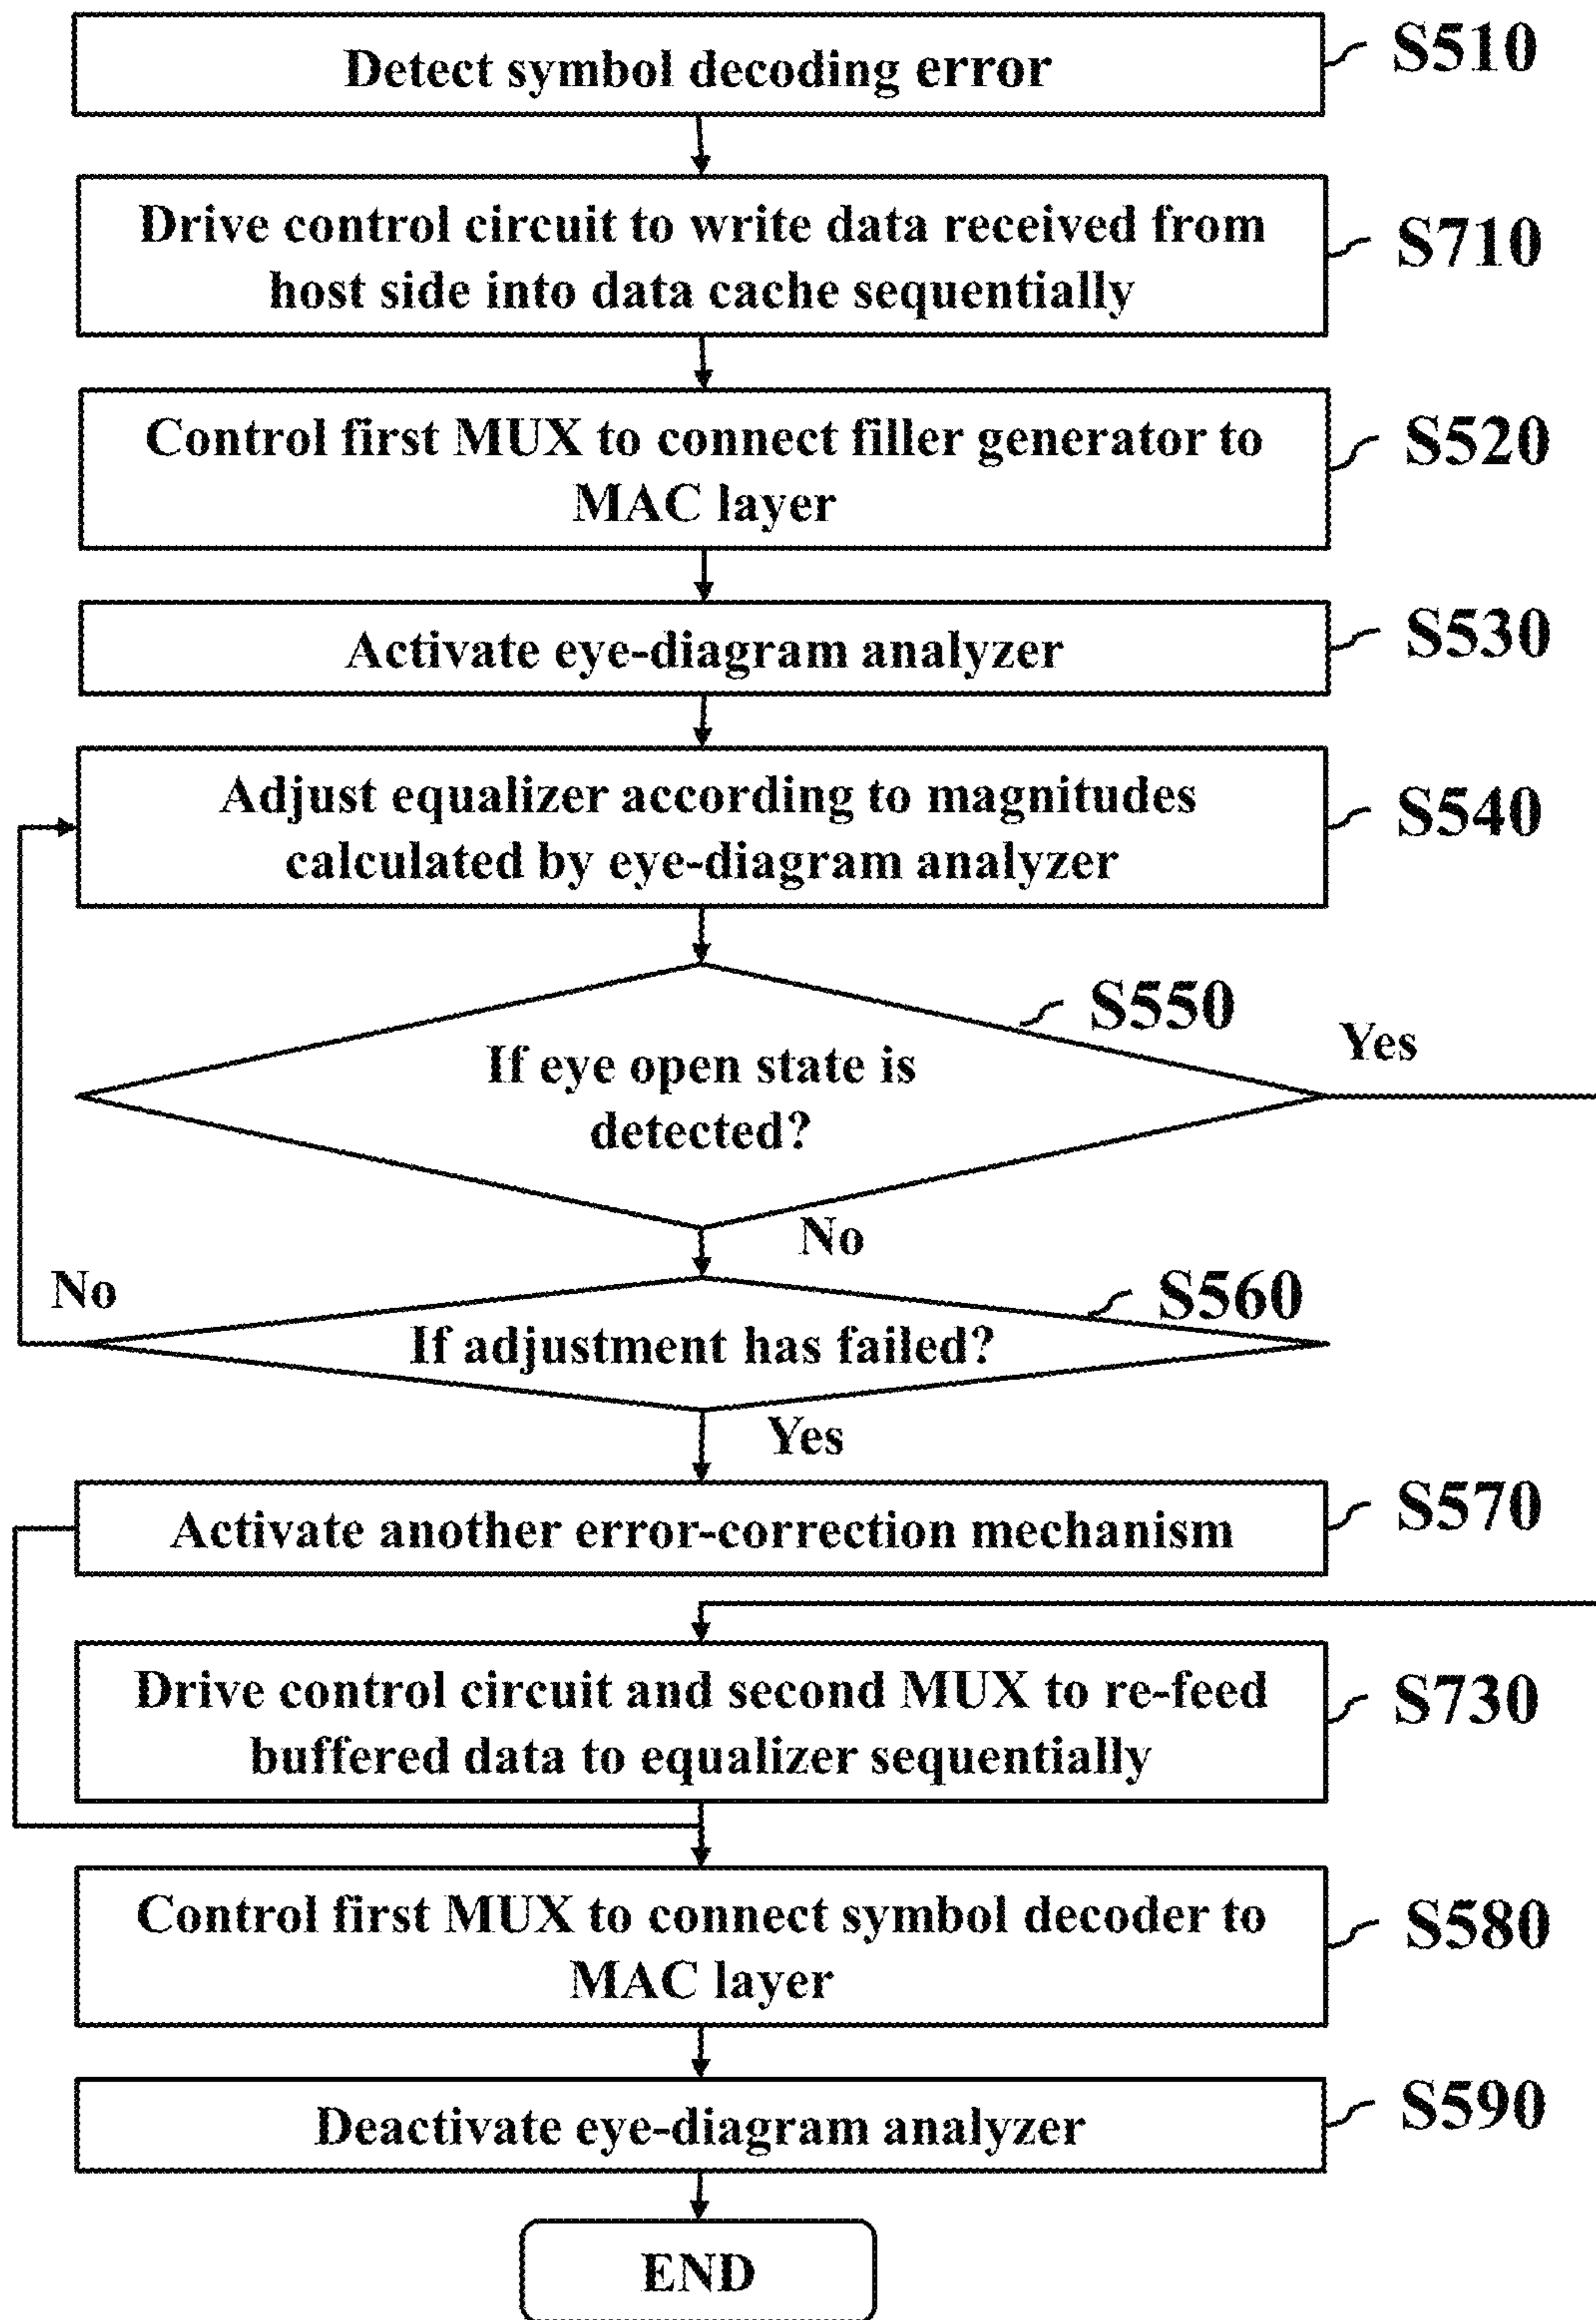 Detect symbol decoding error
S510
Drive control circuit to write data received from
host side into data cache sequentially
S710
Control first MUX to connect filler generator to
MAC layer
S520
Activate eye-diagram analyzer
S530
Adjust equalizer according to magnitudes
calculated by eye-diagram analyzer
S540
If eye open state is
detected?
S550
Yes
No
If adjustment has failed?
S560
No
Yes
Activate another error-correction mechanism
S570
Drive control circuit and second MUX to re-feed
buffered data to equalizer sequentially
S730
Control first MUX to connect symbol decoder to
MAC layer
S580
Deactivate eye-diagram analyzer
S590
END